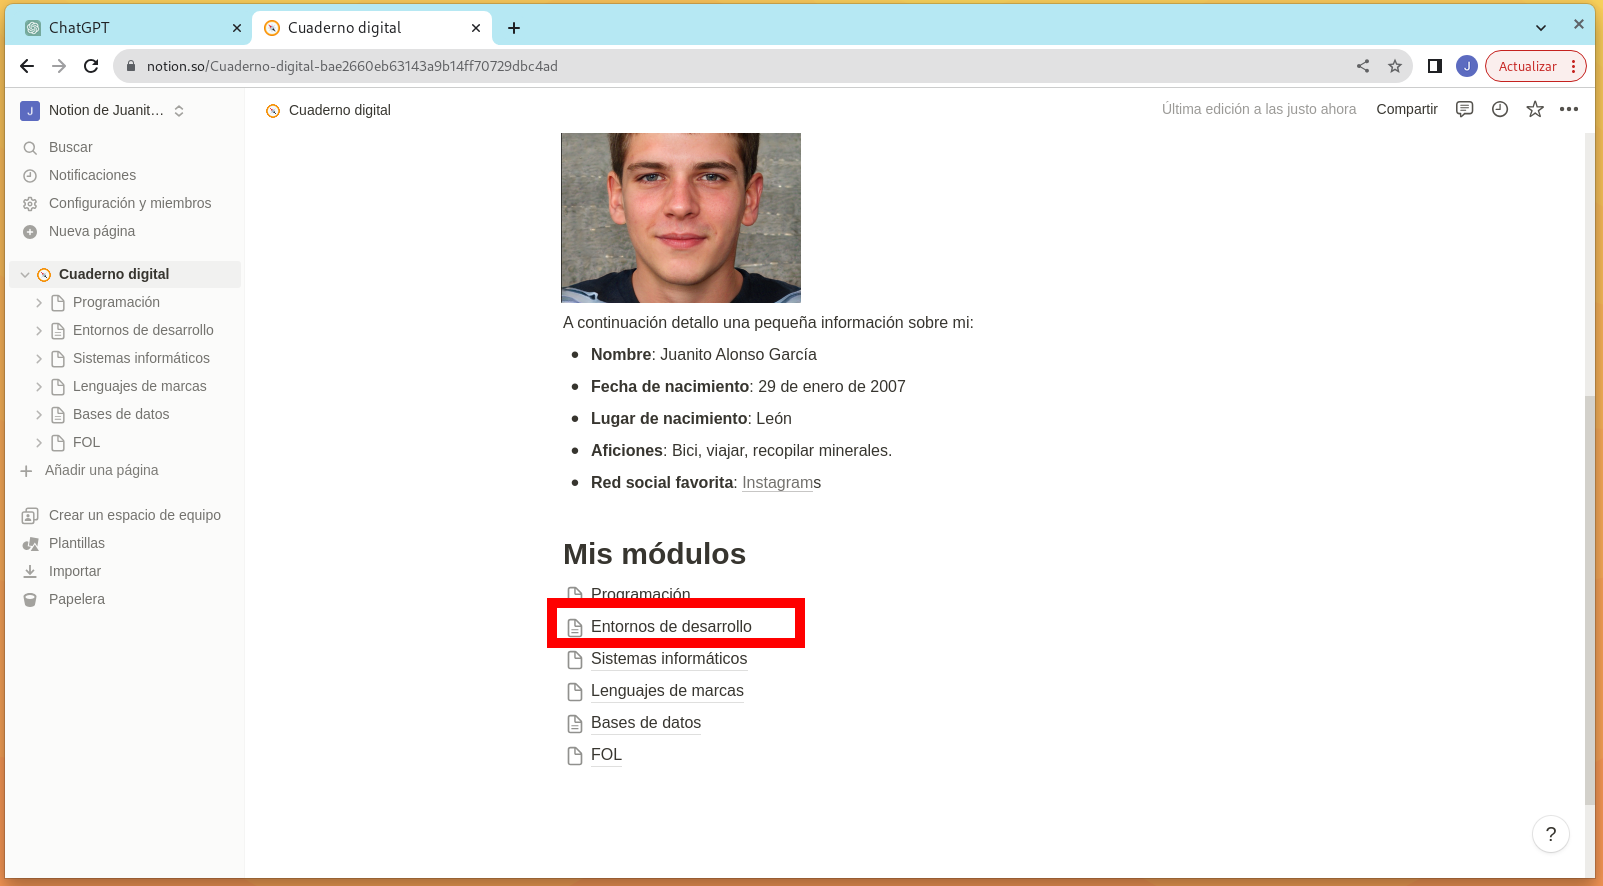 ChatGPT
Cuaderno digital
notion.so/Cuaderno-digital-bae2660eb63143a9b14ff70729dbc4ad
J
Actualizar
J
Notion de Juanit…
Cuaderno digital
Última edición a las justo ahora
Compartir
Buscar
Notificaciones
Configuración y miembros
Nueva página
Cuaderno digital
Programación
Entornos de desarrollo
Sistemas informáticos
Lenguajes de marcas
Bases de datos
FOL
Añadir una página
Crear un espacio de equipo
Plantillas
Importar
Papelera
A continuación detallo una pequeña información sobre mi:
Nombre: Juanito Alonso García
Fecha de nacimiento: 29 de enero de 2007
Lugar de nacimiento: León
Aficiones: Bici, viajar, recopilar minerales.
Red social favorita: Instagrams
Mis módulos
Programación
Entornos de desarrollo
Sistemas informáticos
Lenguajes de marcas
Bases de datos
FOL
?